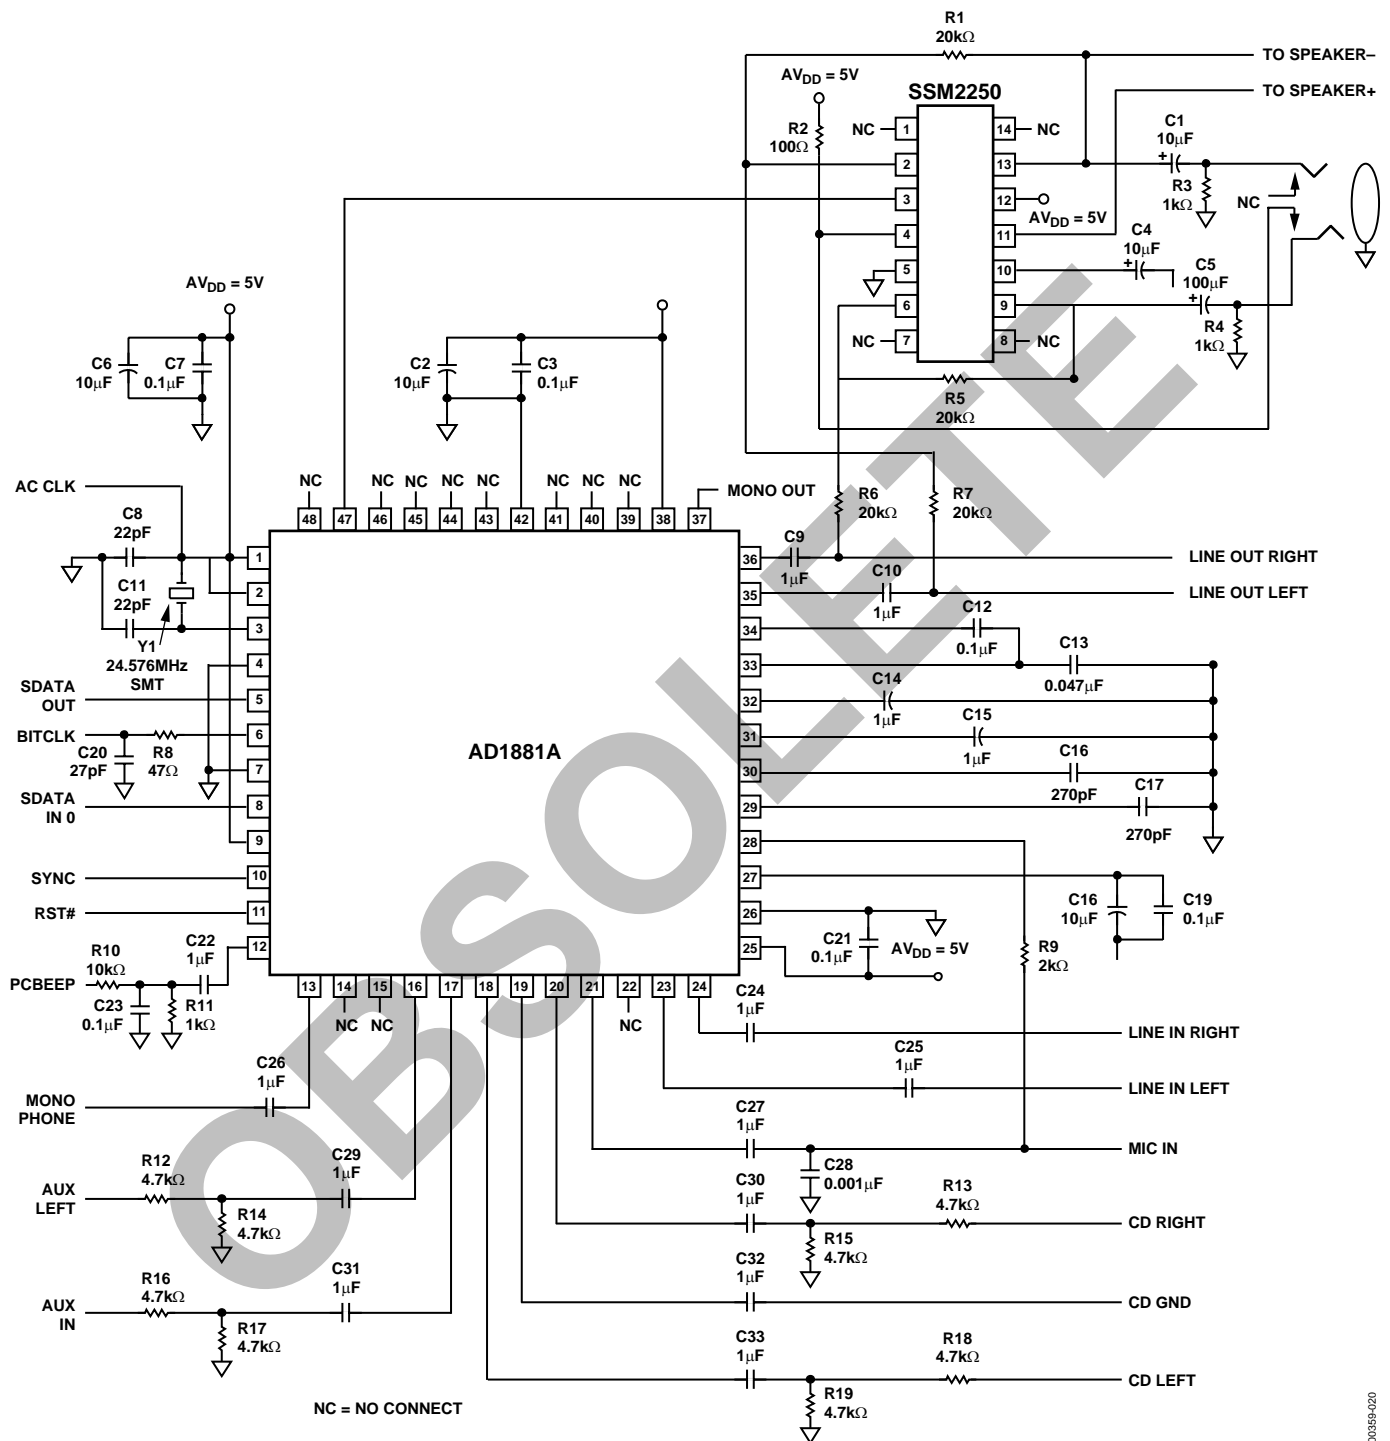 R1
20kΩ
TO SPEAKER–
AVDD = 5V
SSM2250
TO SPEAKER+
R2
100Ω
NC
1
14
NC
C1
10μF
+
2
13
R3
1kΩ
NC
3
12
AVDD = 5V
4
11
C4
10μF
+
5
10
C5
100μF
+
6
9
R4
1kΩ
NC
7
8
NC
R5
20kΩ
AVDD = 5V
C6
10μF
C7
0.1μF
C2
10μF
C3
0.1μF
AC CLK
NC
NC
NC
NC
NC
NC
NC
NC
MONO OUT
48
47
46
45
44
43
42
41
40
39
38
37
R6
20kΩ
R7
20kΩ
C8
22pF
C11
22pF
Y1
24.576MHz
SMT
1
2
3
4
5
6
7
8
9
10
11
12
SDATA
OUT
BITCLK
C20
27pF
R8
47Ω
SDATA
IN 0
SYNC
RST#
R10
10kΩ
C22
1μF
PCBEEP
C23
0.1μF
R11
1kΩ
AD1881A
36
35
34
33
32
31
30
29
28
27
26
25
C9
1μF
LINE OUT RIGHT
C10
1μF
LINE OUT LEFT
C12
0.1μF
C13
0.047μF
C14
1μF
C15
1μF
C16
270pF
C17
270pF
C16
10μF
C19
0.1μF
C21
0.1μF
AVDD = 5V
R9
2kΩ
13
14
15
16
17
18
19
20
21
22
23
24
NC
NC
NC
C24
1μF
LINE IN RIGHT
C25
1μF
LINE IN LEFT
C26
1μF
MONO
PHONE
C27
1μF
MIC IN
C28
0.001μF
R12
4.7kΩ
C29
1μF
AUX
LEFT
R14
4.7kΩ
C30
1μF
R13
4.7kΩ
CD RIGHT
R15
4.7kΩ
R16
4.7kΩ
C31
1μF
AUX
IN
R17
4.7kΩ
C32
1μF
CD GND
C33
1μF
R18
4.7kΩ
CD LEFT
R19
4.7kΩ
NC = NO CONNECT
00359-020
OBSOLETE